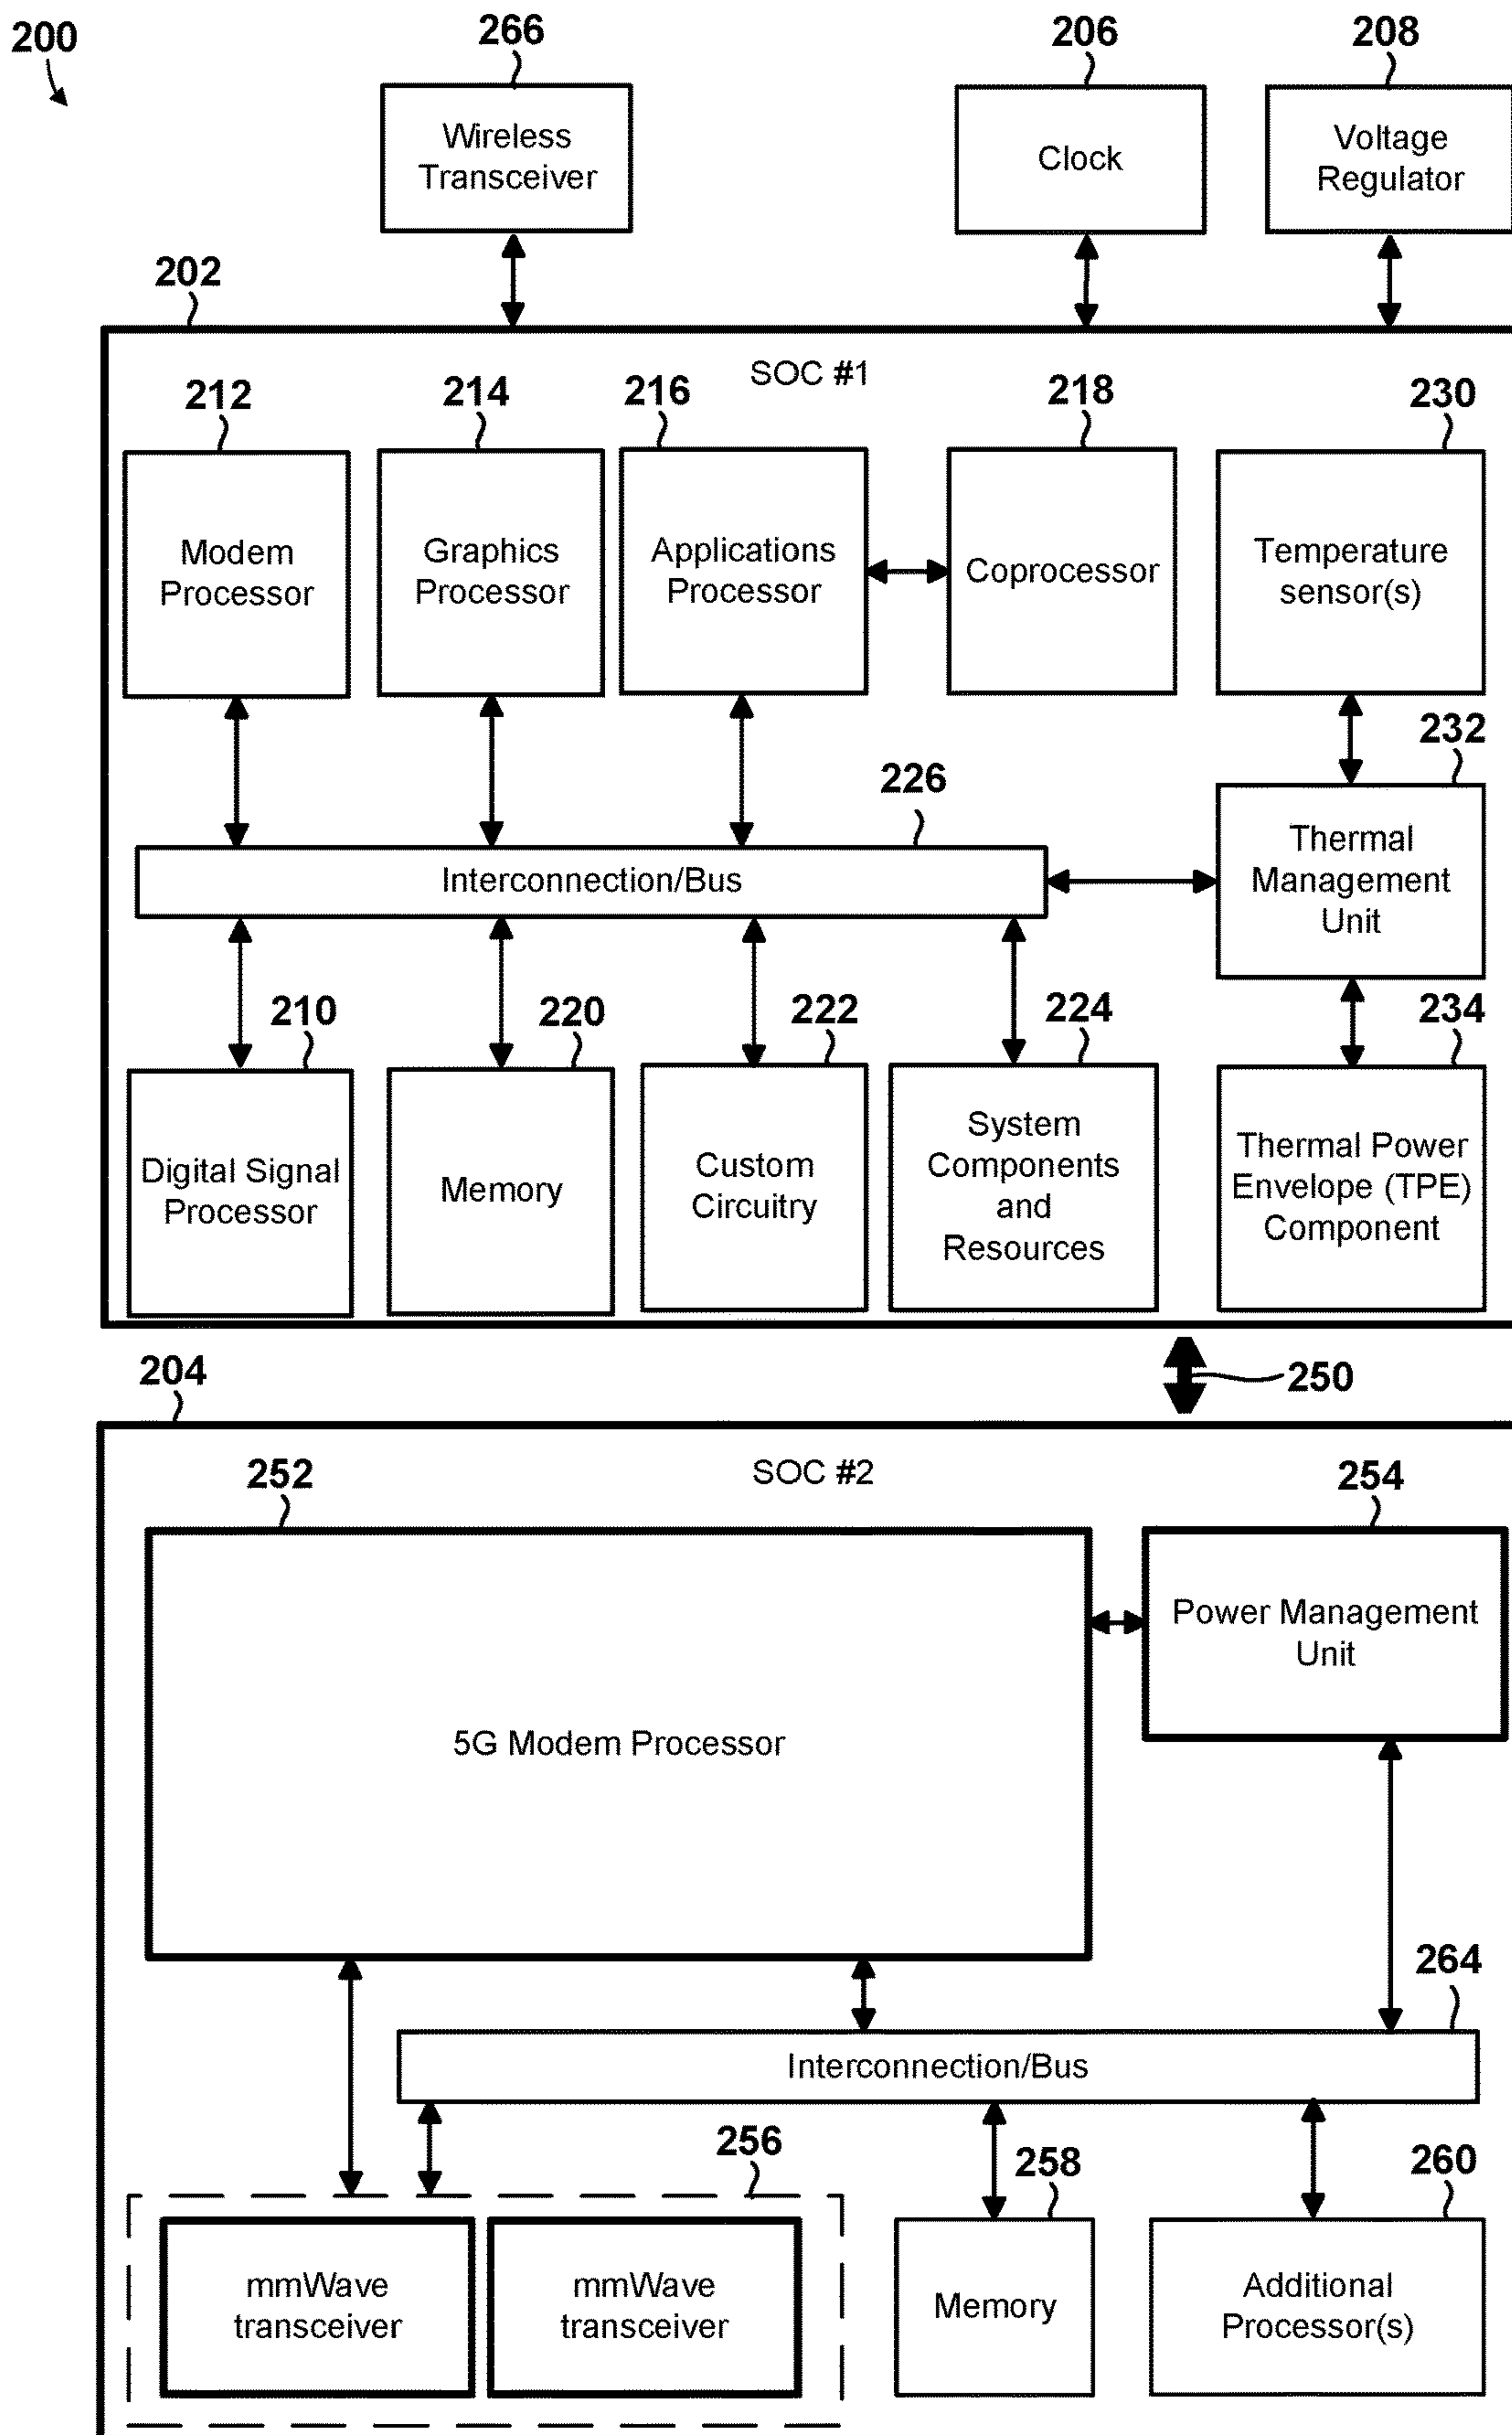 200
266
206
208
Wireless
Transceiver
Clock
Voltage
Regulator
202
SOC #1
212
214
216
218
230
Modem
Processor
Graphics
Processor
Applications
Processor
Coprocessor
Temperature
sensor(s)
232
226
Interconnection/Bus
Thermal
Management
Unit
210
220
222
224
234
Digital Signal
Processor
Memory
Custom
Circuitry
System
Components
and
Resources
Thermal Power
Envelope (TPE)
Component
204
250
SOC #2
252
254
5G Modem Processor
Power Management
Unit
264
Interconnection/Bus
256
258
260
mmWave
transceiver
mmWave
transceiver
Memory
Additional
Processor(s)